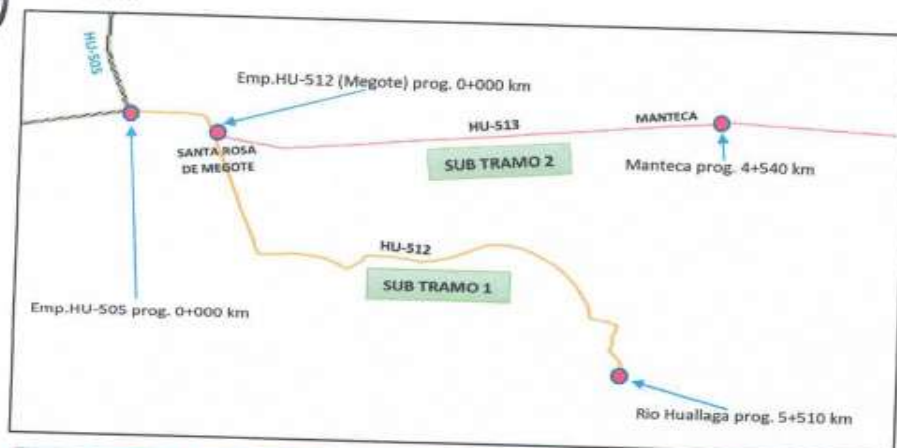 HU-505
Emp.HU-512 (Megote) prog. 0+000 km
SANTA ROSA
DE MEGOTE
HU-513
MANTECA
SUB TRAMO 2
Manteca prog. 4+540 km
HU-512
SUB TRAMO 1
Emp.HU-505 prog. 0+000 km
Rio Huallaga prog. 5+510 km